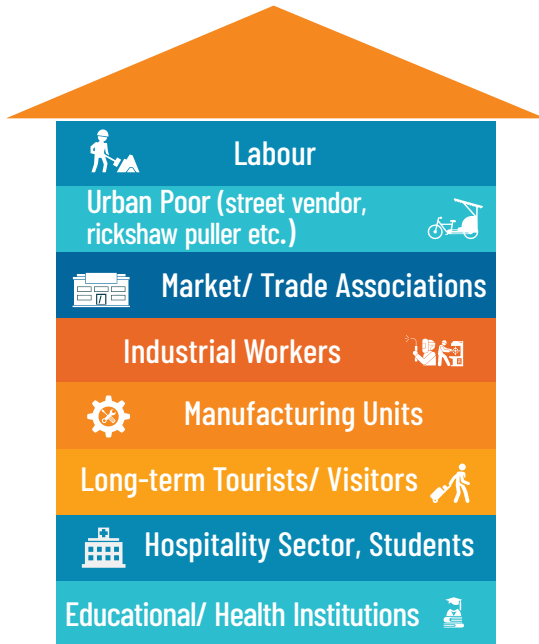 Labour
Urban Poor (street vendor,
rickshaw puller etc.)
Market/ Trade Associations
Industrial Workers
Manufacturing Units
Long-term Tourists/ Visitors
Hospitality Sector, Students
Educational/ Health Institutions